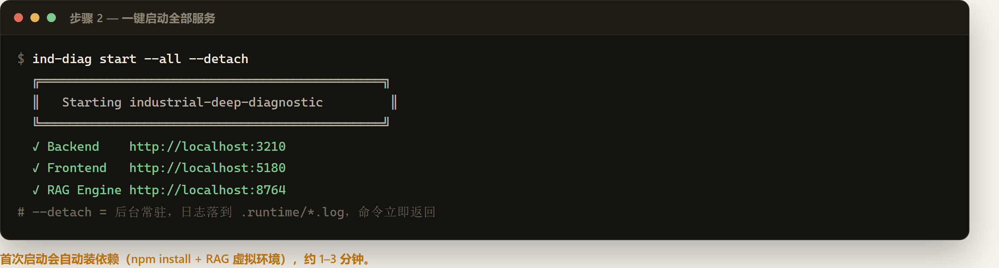 步骤 2 — 一键启动全部服务
$ ind-diag start --all --detach
╔══════════════════════════════════════════════╗
║   Starting industrial-deep-diagnostic         ║
╚══════════════════════════════════════════════╝
✓ Backend    http://localhost:3210
✓ Frontend   http://localhost:5180
✓ RAG Engine http://localhost:8764
# --detach = 后台常驻，日志落到 .runtime/*.log，命令立即返回
首次启动会自动装依赖（npm install + RAG 虚拟环境），约 1–3 分钟。